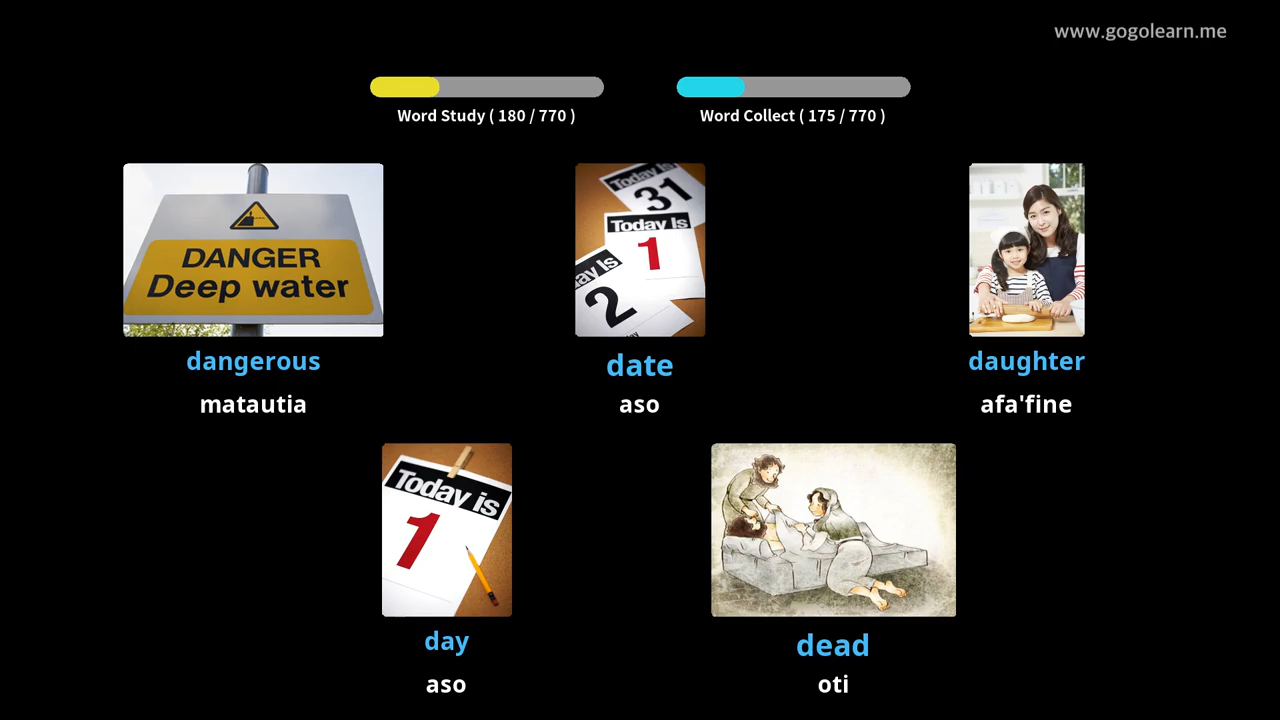 www.gogolearn.me
Word Study ( 180 / 770 )
Word Collect ( 175 / 770 )
DANGER
Deep water
Today is
31
Today is
1
ay is
2
dangerous
matautia
date
aso
daughter
afa'fine
Today is
1
day
aso
dead
oti